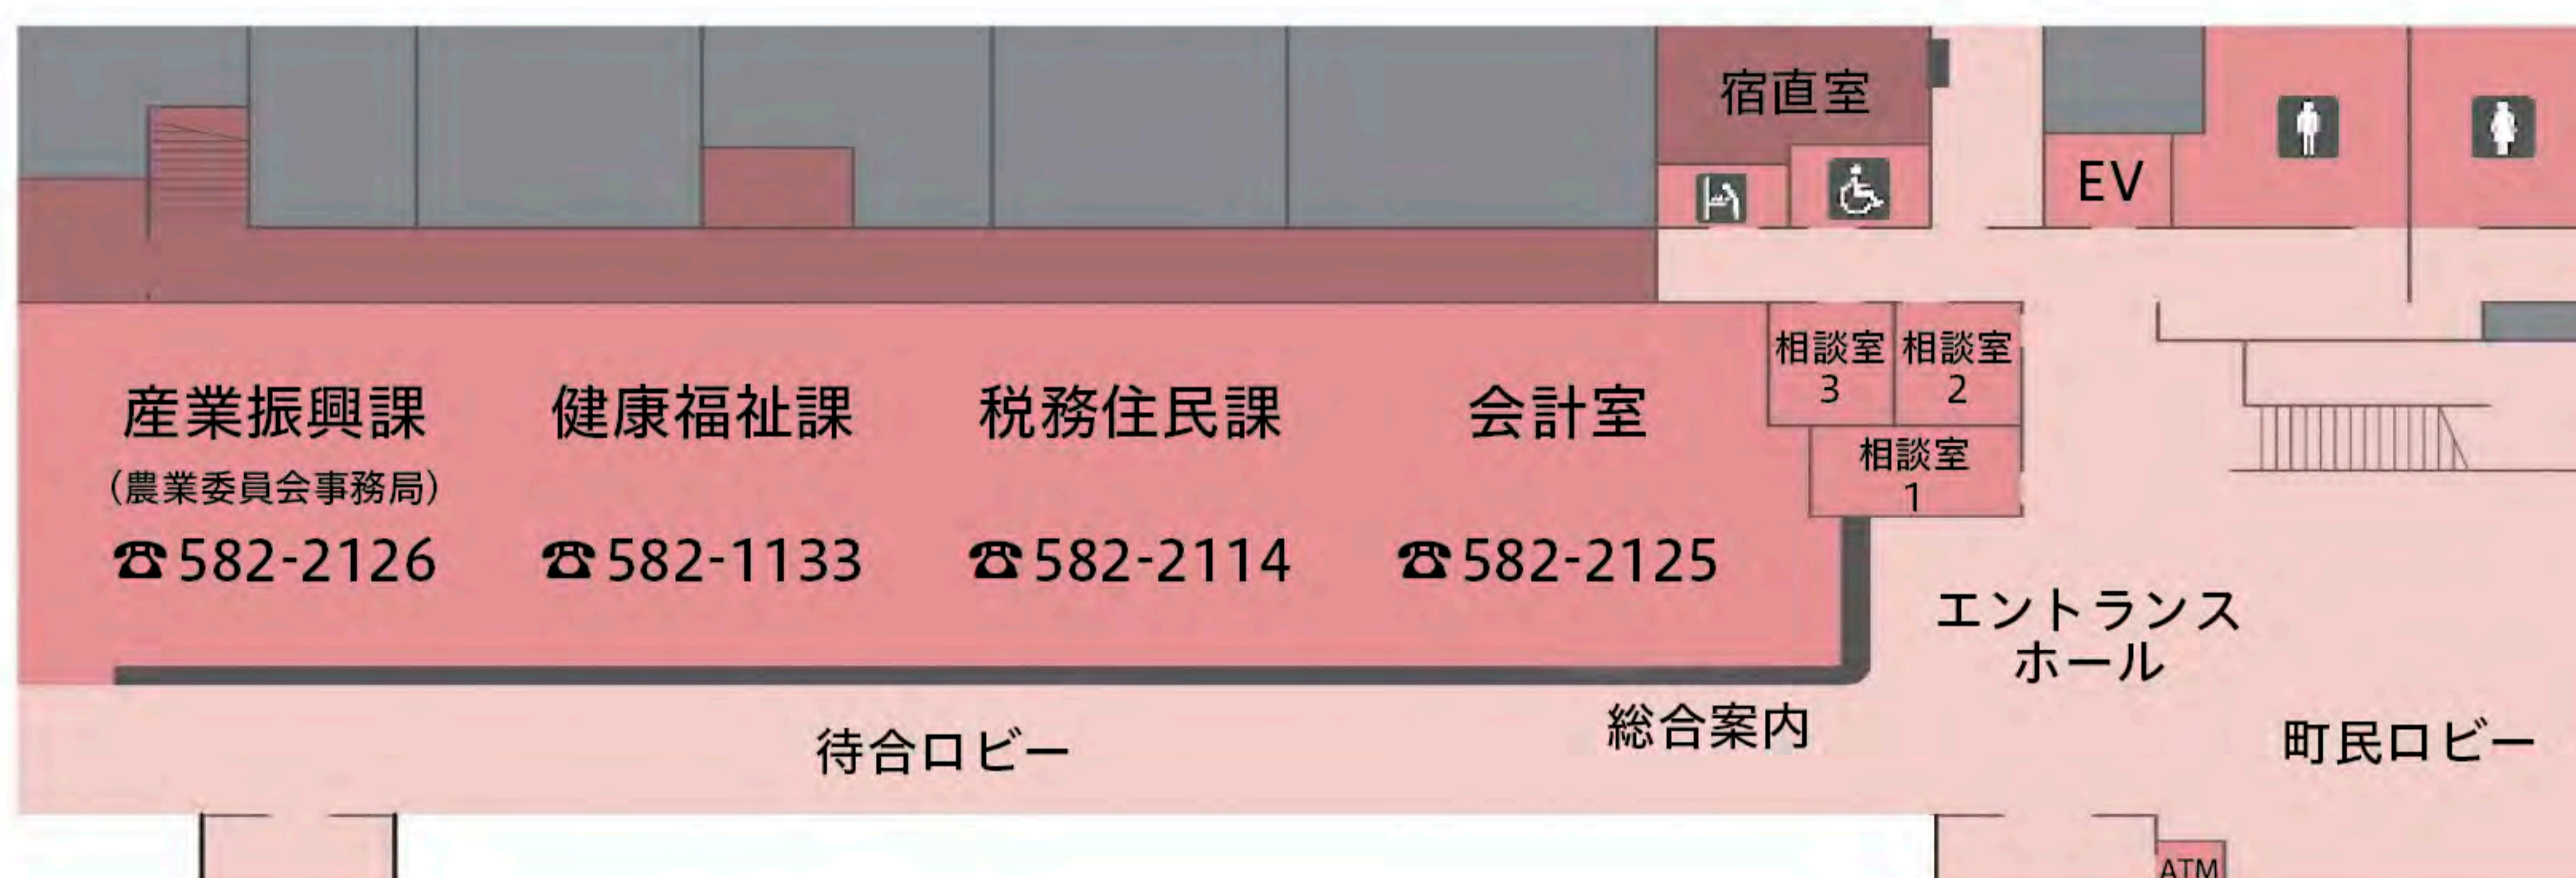 宿直室
EV
相談室
3
相談室
2
相談室
1
産業振興課
（農業委員会事務局）
☎582-2126
健康福祉課
☎582-1133
税務住民課
☎582-2114
会計室
☎582-2125
エントランス
ホール
総合案内
待合ロビー
町民ロビー
ATM